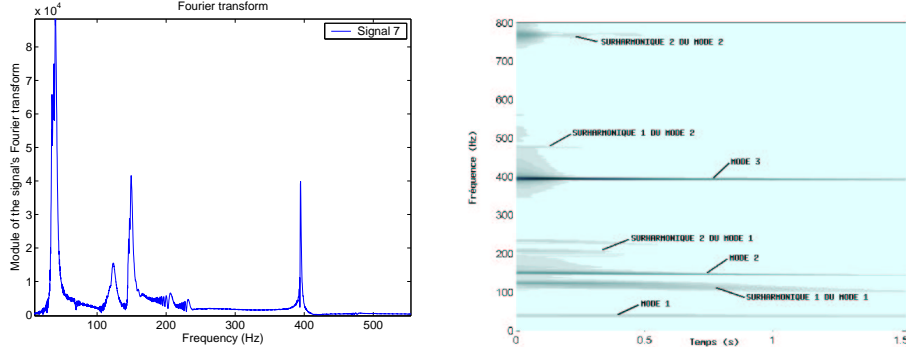 Fourier transform
x 10⁴
Signal 7
8
7
6
5
4
3
2
1
0
Module of the signal's Fourier transform
100 200 300 400 500
Frequency (Hz)
800
700
600
500
400
300
200
100
0
Fréquence (Hz)
SURHARMONIQUE 2 DU MODE 2
SURHARMONIQUE 1 DU MODE 2
MODE 3
SURHARMONIQUE 2 DU MODE 1
MODE 2
SURHARMONIQUE 1 DU MODE 1
MODE 1
0 0.5 1 1.5
Temps (s)